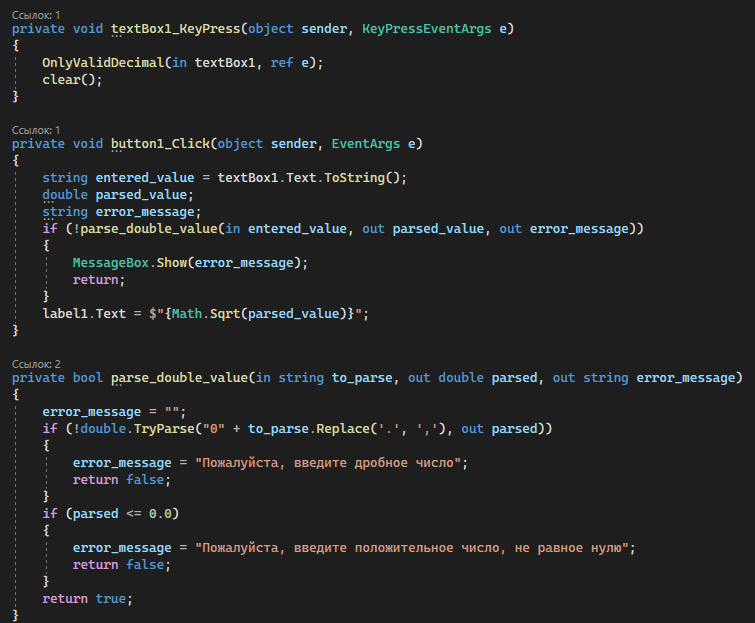 Ссылок: 1
private void textBox1_KeyPress(object sender, KeyPressEventArgs e)
{
    OnlyValidDecimal(in textBox1, ref e);
    clear();
}
Ссылок: 1
private void button1_Click(object sender, EventArgs e)
{
    string entered_value = textBox1.Text.ToString();
    double parsed_value;
    string error_message;
    if (!parse_double_value(in entered_value, out parsed_value, out error_message))
    {
        MessageBox.Show(error_message);
        return;
    }
    label1.Text = $"{Math.Sqrt(parsed_value)}";
}
Ссылок: 2
private bool parse_double_value(in string to_parse, out double parsed, out string error_message)
{
    error_message = "";
    if (!double.TryParse("0" + to_parse.Replace('.', ','), out parsed))
    {
        error_message = "Пожалуйста, введите дробное число";
        return false;
    }
    if (parsed <= 0.0)
    {
        error_message = "Пожалуйста, введите положительное число, не равное нулю";
        return false;
    }
    return true;
}